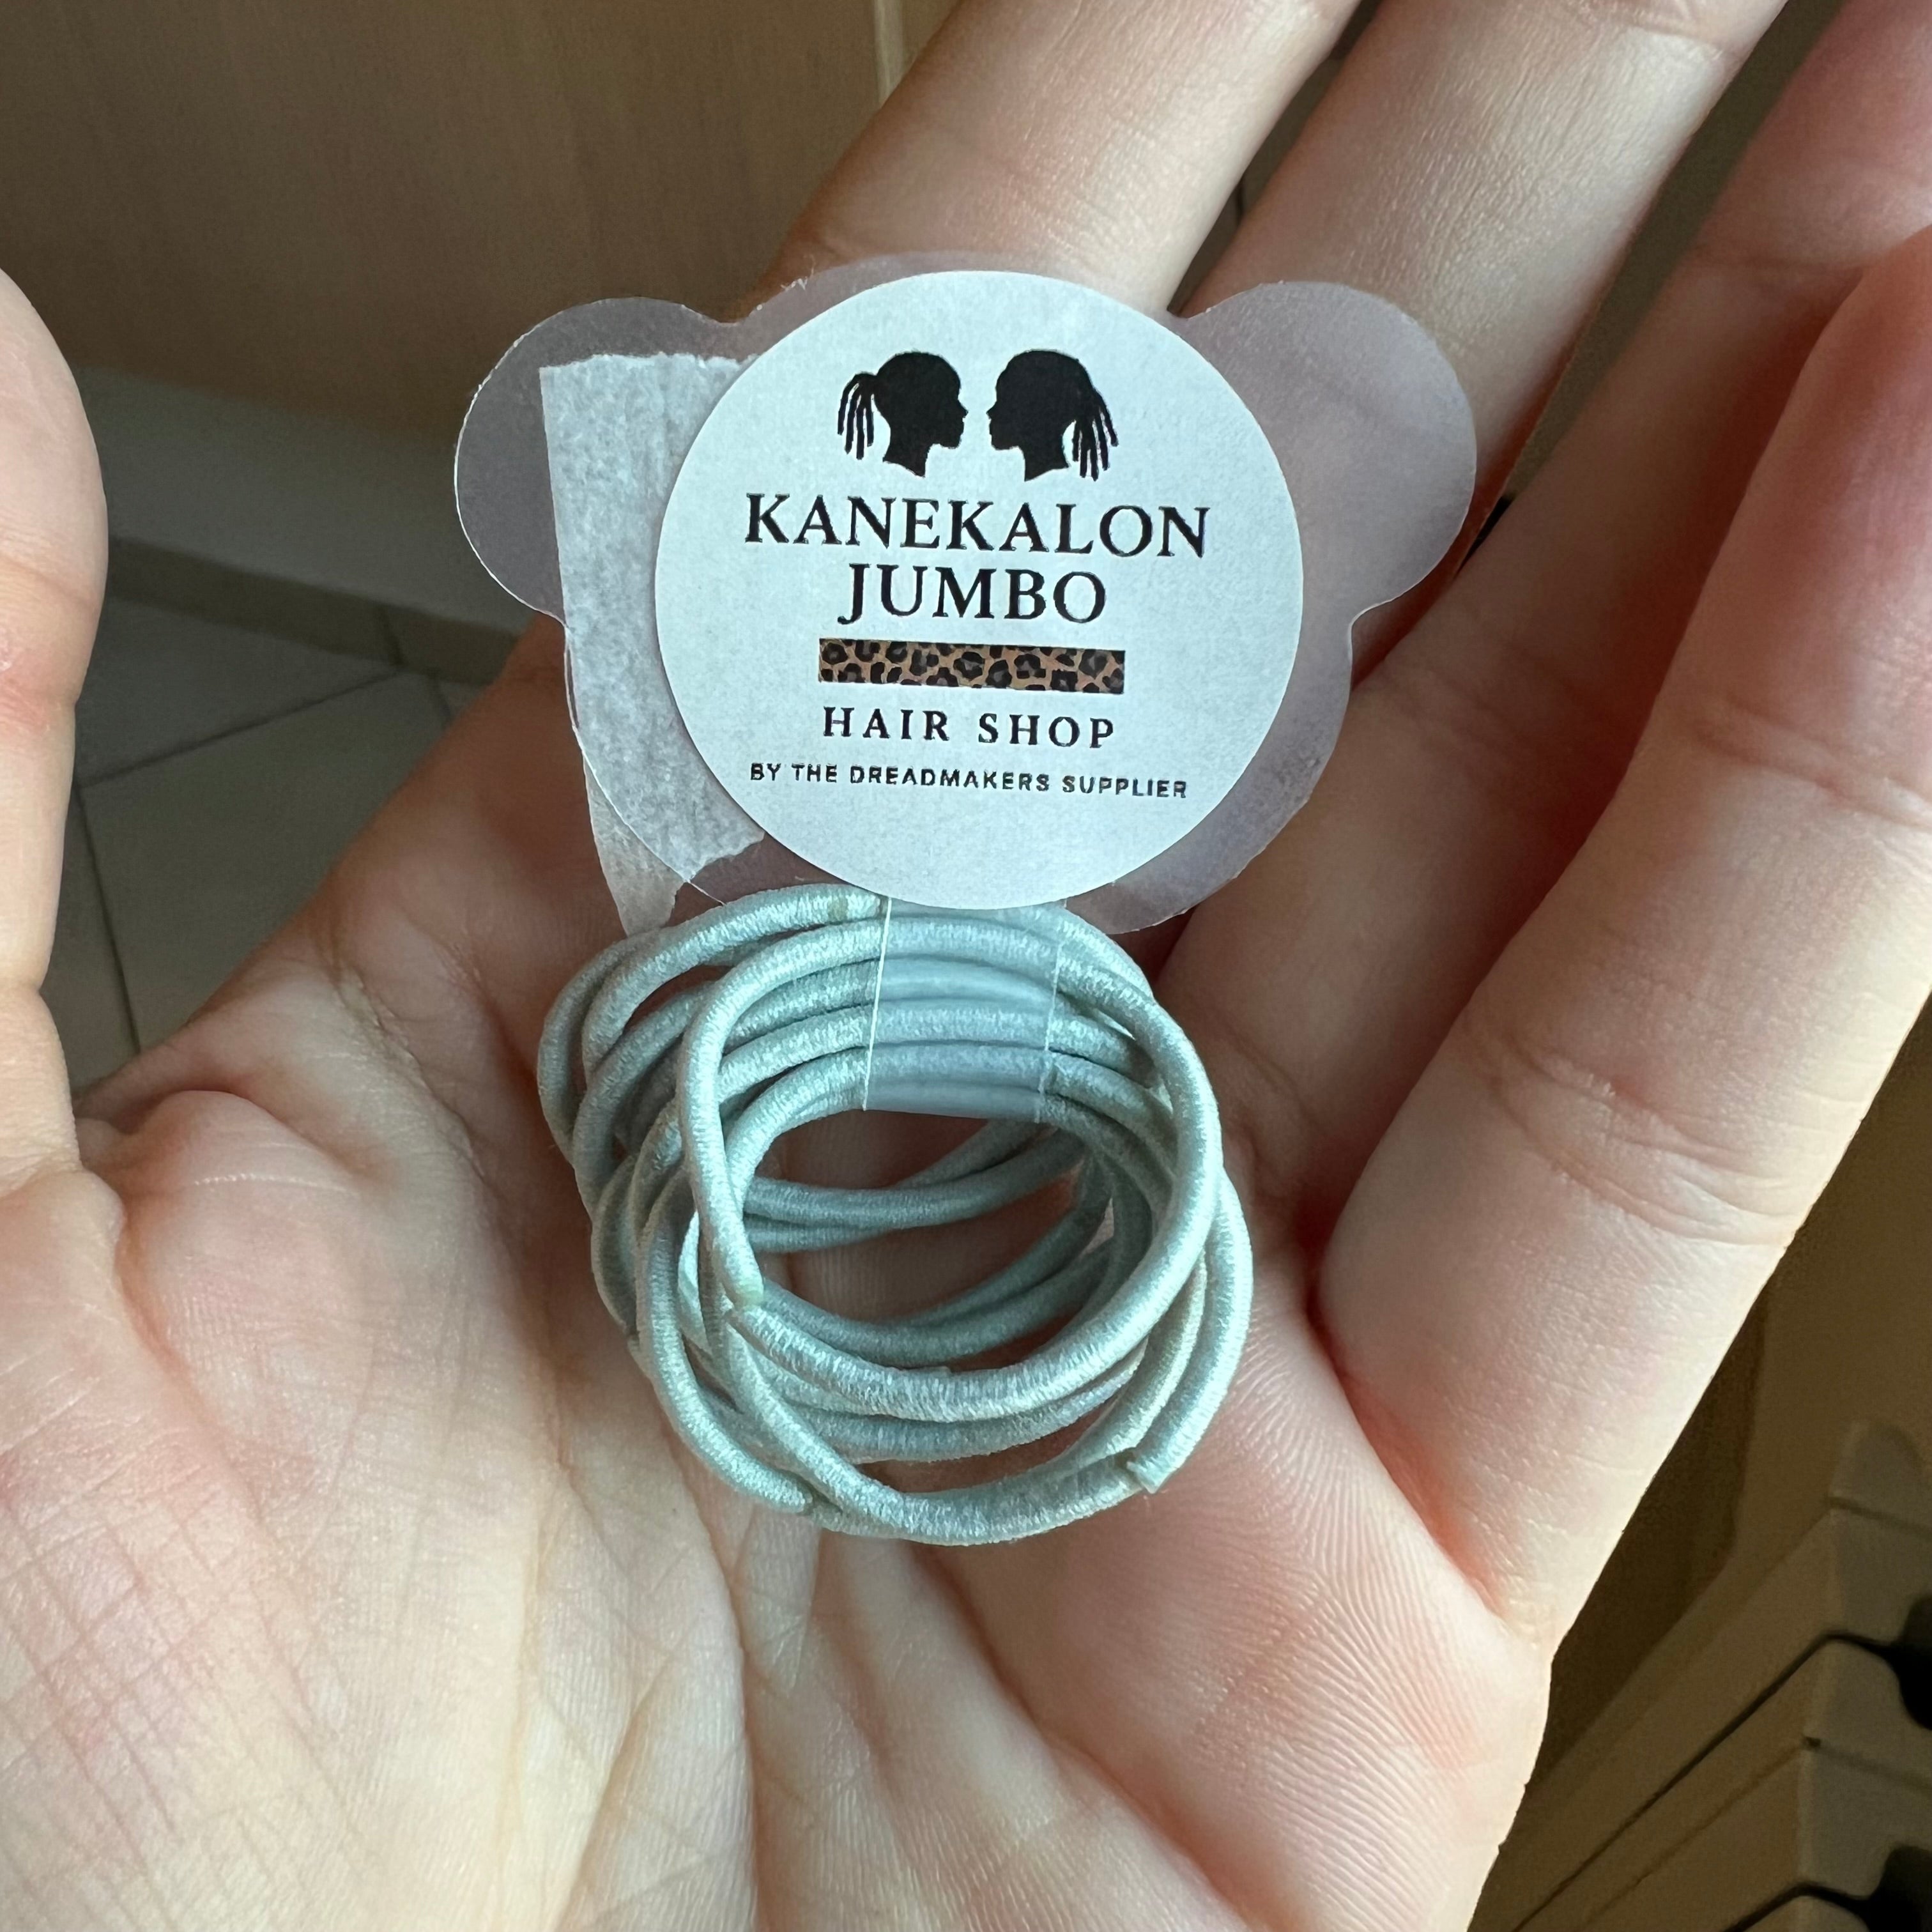 KANEKALON
JUMBO
HAIR SHOP
BY THE DREADMAKERS SUPPLIER